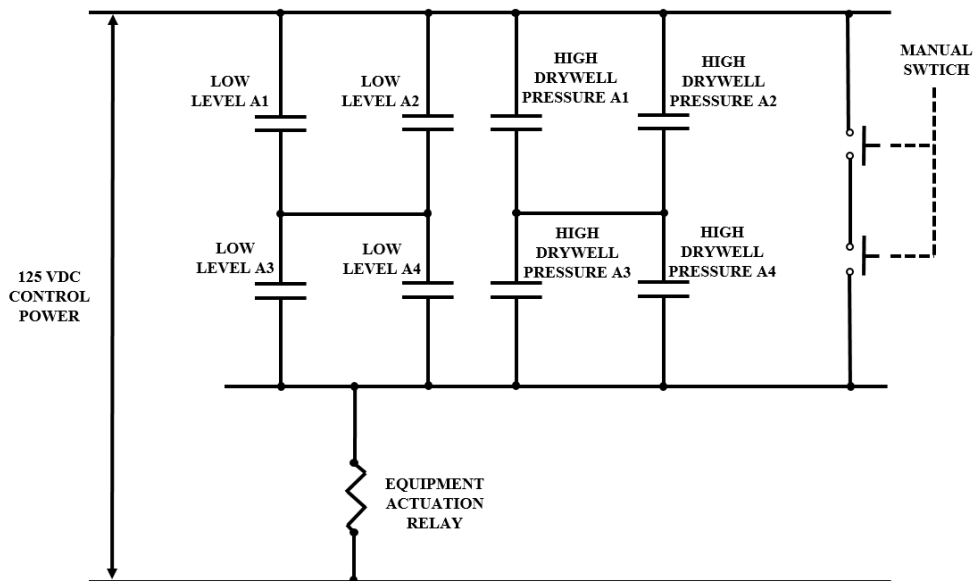 LOW
LEVEL A1
LOW
LEVEL A2
HIGH
DRYWELL
PRESSURE A1
HIGH
DRYWELL
PRESSURE A2
MANUAL
SWTICH
LOW
LEVEL A3
LOW
LEVEL A4
HIGH
DRYWELL
PRESSURE A3
HIGH
DRYWELL
PRESSURE A4
125 VDC
CONTROL
POWER
EQUIPMENT
ACTUATION
RELAY